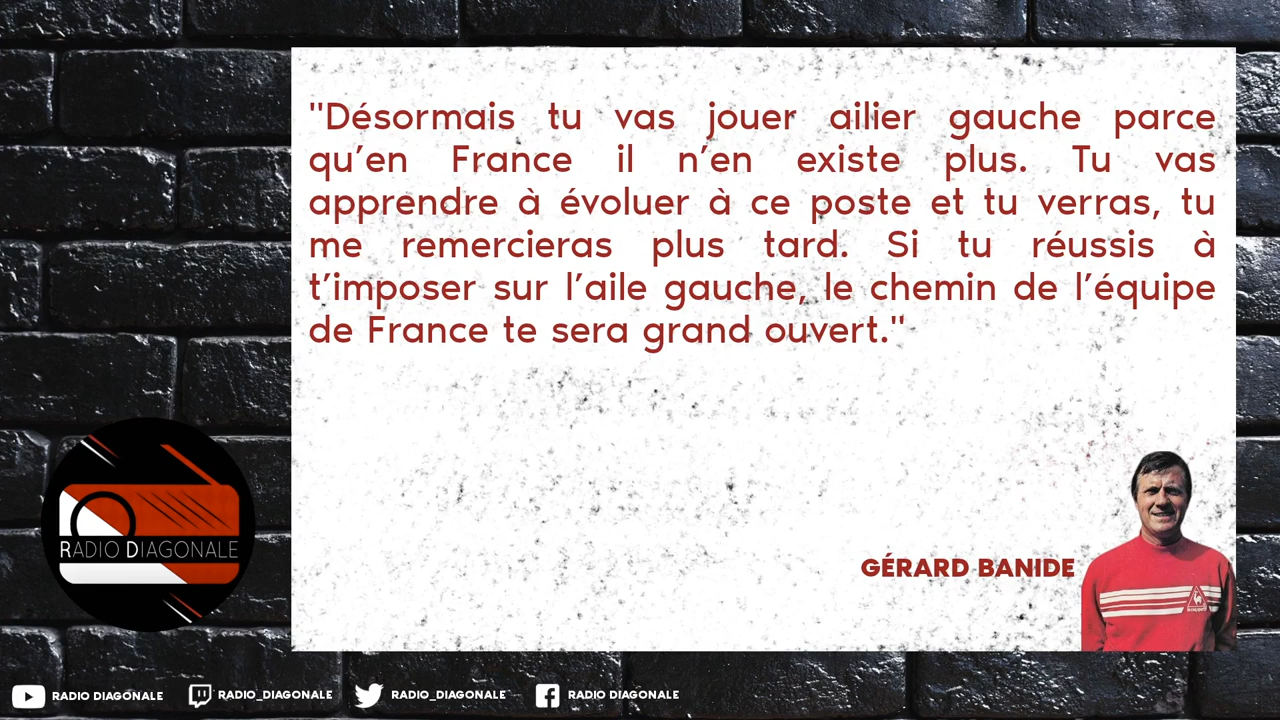 "Désormais tu vas jouer ailier gauche parce
qu’en France il n’en existe plus. Tu vas
apprendre à évoluer à ce poste et tu verras, tu
me remercieras plus tard. Si tu réussis à
t’imposer sur l’aile gauche, le chemin de l’équipe
de France te sera grand ouvert."
RADIO DIAGONALE
GÉRARD BANIDE
RADIO DIAGONALE
RADIO_DIAGONALE
RADIO_DIAGONALE
RADIO DIAGONALE